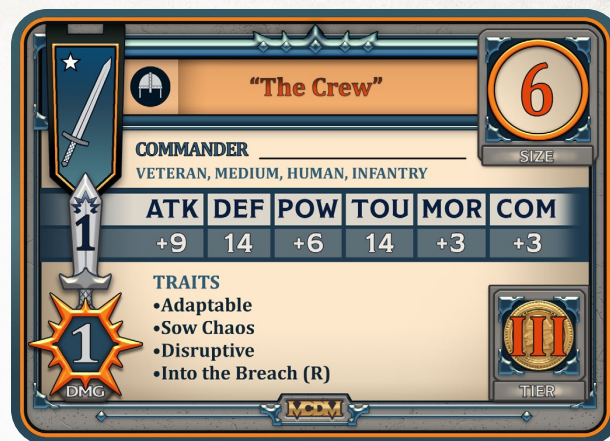 “The Crew”
6
SIZE
COMMANDER
VETERAN, MEDIUM, HUMAN, INFANTRY
ATK DEF POW TOU MOR COM
1
+9 14 +6 14 +3 +3
TRAITS
•Adaptable
•Sow Chaos
•Disruptive
•Into the Breach (R)
1
DMG
III
TIER
MCDM